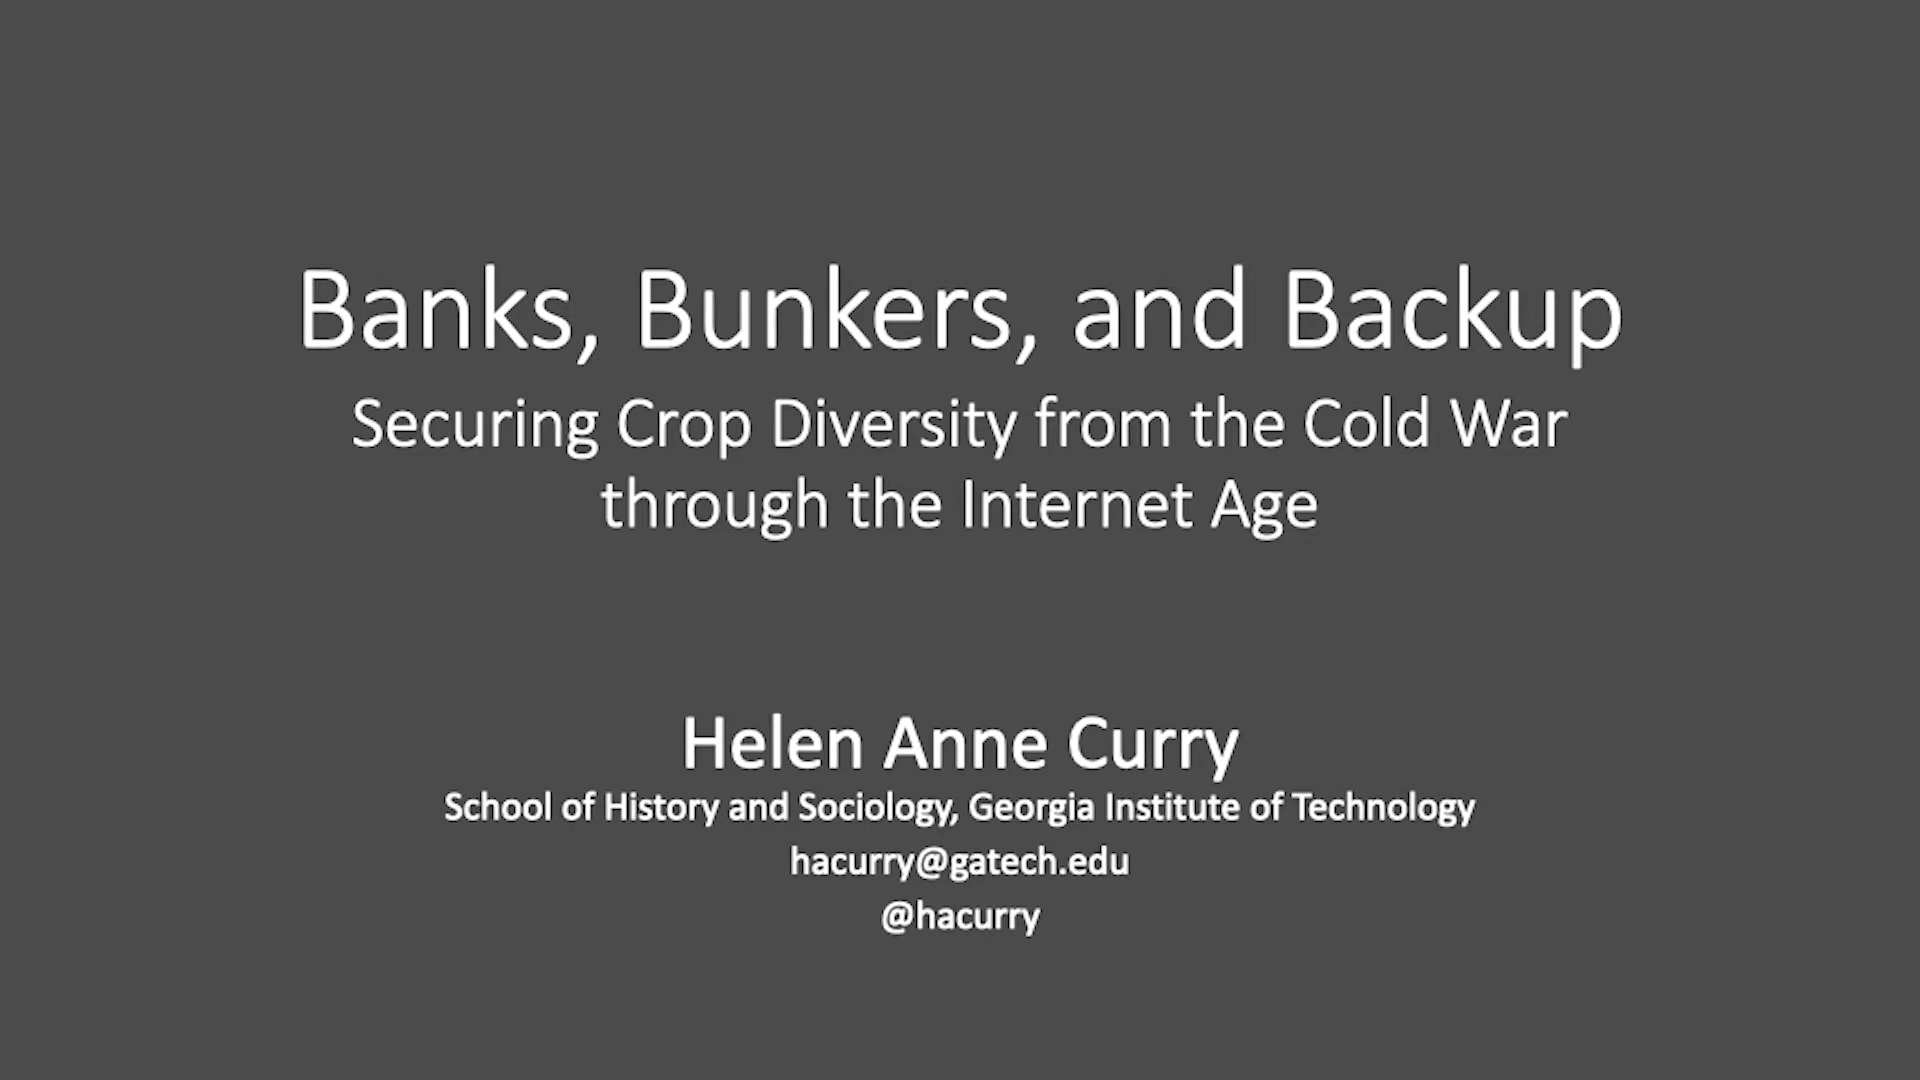 Banks, Bunkers, and Backup
Securing Crop Diversity from the Cold War
through the Internet Age
Helen Anne Curry
School of History and Sociology, Georgia Institute of Technology
hacurry@gatech.edu
@hacurry